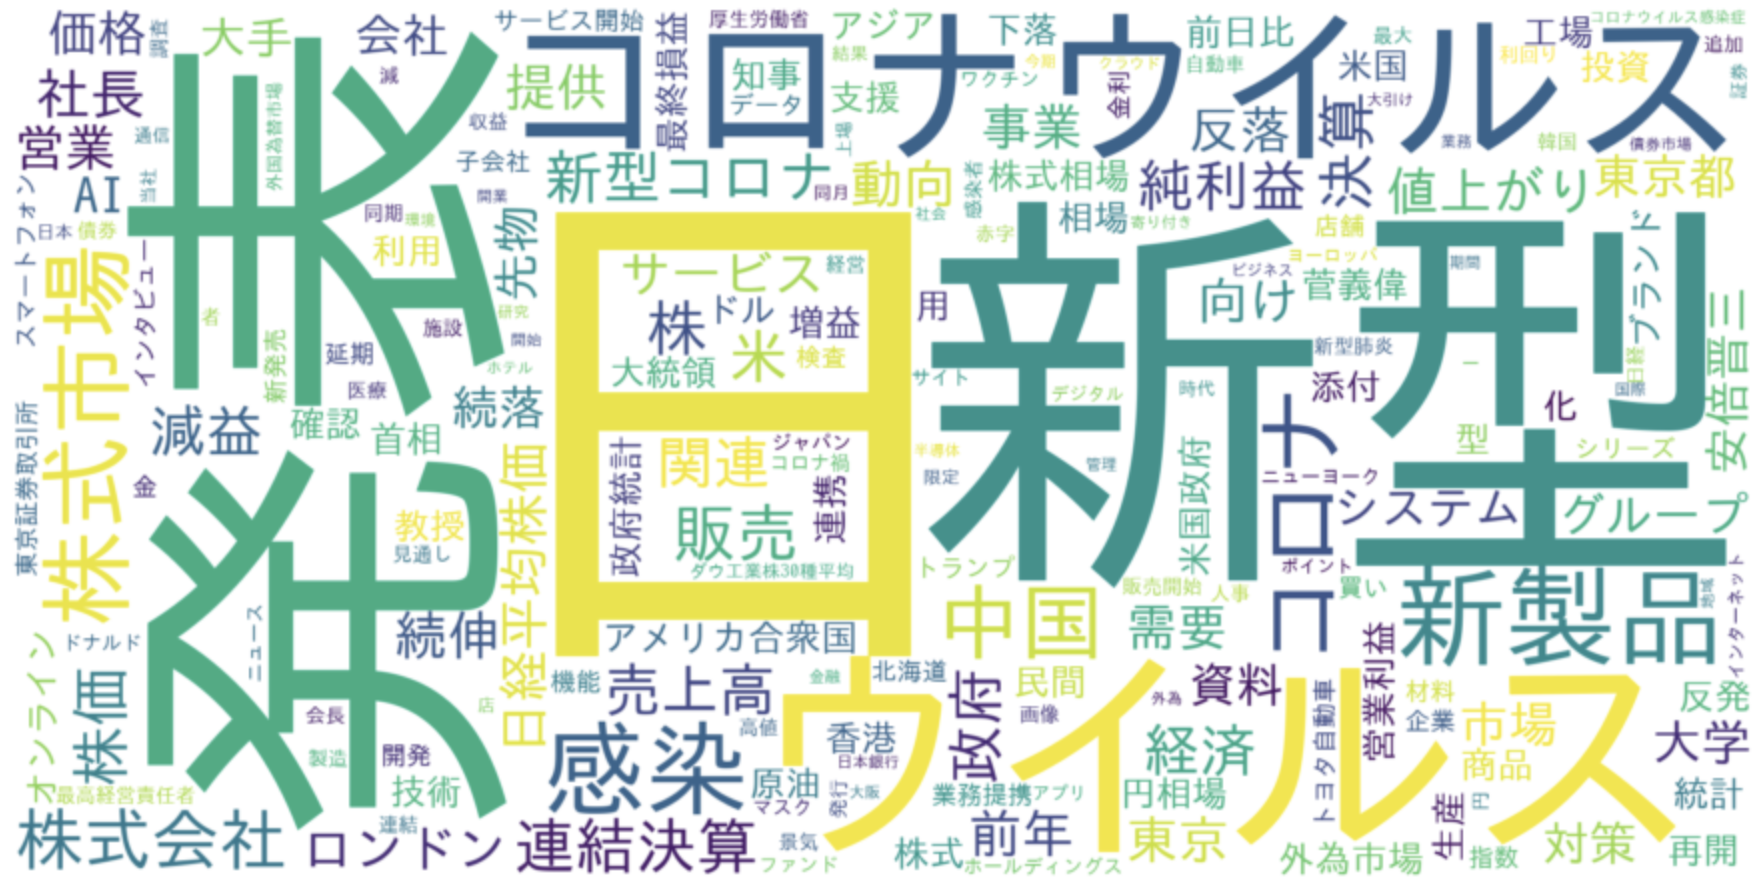 価格
調査
大手
会社
サービス開始
厚生労働省
アジア
下落
前日比
最大
工場
コロナウイルス感染症
追加
社長
減
提供
コロナウイルス
最終損益
知事
データ
結果
今期
クラウド
ワクチン
支援
自動車
米国
利回り
投資
証券
営業
通信
外国為替市場
収益
上場
事業
金利
反落
決算
大引け
業務
韓国
債券市場
AI
当社
子会社
新型コロナ
同月
動向
感染者
株式相場
純利益
値上がり
東京都
スマートフォン
日本
債券
同期
環境
開業
利用
先物
社会
赤字
相場
寄り付き
店舗
ブランド
発表
株式市場
インタビュー
者
新発売
延期
施設
研究
開始
医療
ホテル
日
サービス
経営
株
ドル
増益
米
検査
大統領
用
新型
サイト
向け
ビジネス
ヨーロッパ
菅義偉
期間
新型肺炎
日経
国際
安倍晋三
東京証券取引所
減益
確認
首相
続落
日経平均株価
政府統計
関連
ジャパン
コロナ禍
連携
販売
ダウ工業株30種平均
半導体
限定
デジタル
管理
時代
米国政府
コロナ
添付
化
型
シリーズ
ニューヨーク
システム
グループ
金
教授
見通し
トランプ
ポイント
販売開始
人事
買い
新製品
地域
インターネット
オンライン
ドナルド
ニュース
続伸
アメリカ合衆国
中国
需要
株価
会長
店
機能
売上高
金融
北海道
政府
民間
画像
外為
資料
営業利益
トヨタ自動車
材料
企業
市場
反発
製造
開発
感染
高値
ウイルス
香港
日本銀行
経済
商品
大学
最高経営責任者
技術
原油
マスク
発行
大阪
業務提携
アプリ
円相場
生産
円
統計
株式会社
連結
ロンドン
連結決算
景気
ファンド
株式
前年
ホールディングス
東京
外為市場
指数
対策
再開